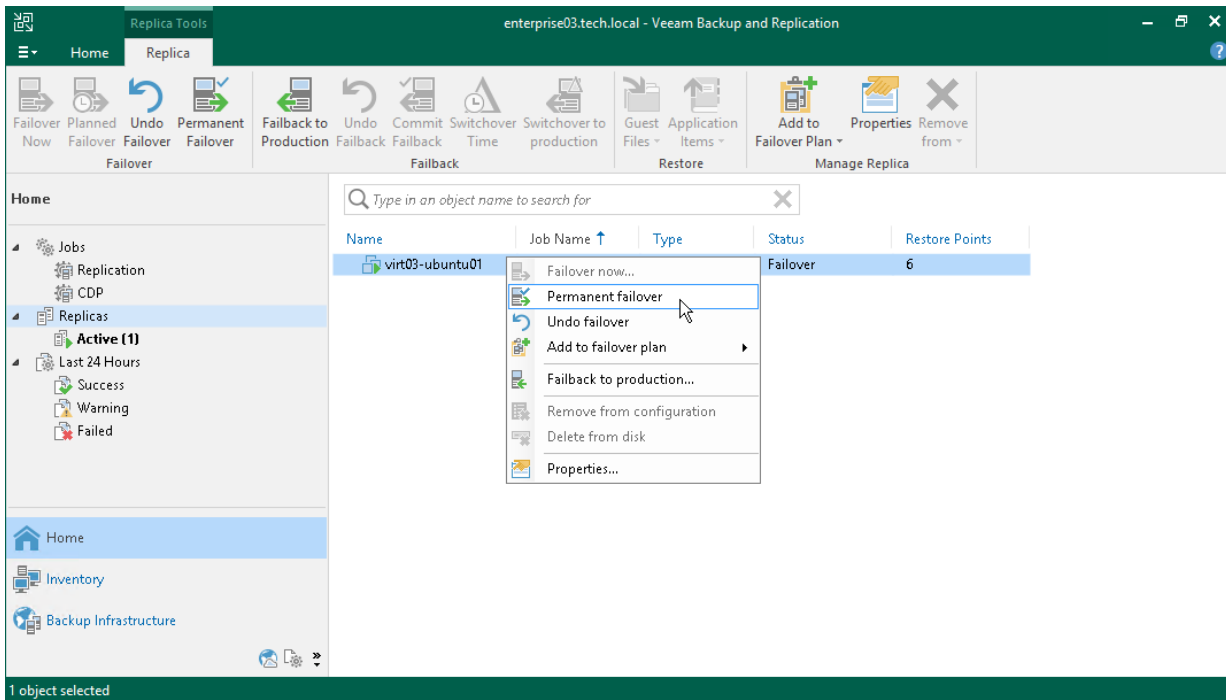 Replica Tools
enterprise03.tech.local - Veeam Backup and Replication
Home
Replica
?
Failover Now
Planned Failover
Undo Failover
Permanent Failover
Failover
Failback to Production
Undo Failback
Commit Failback
Switchover Time
Switchover to production
Failback
Guest Files
Application Items
Restore
Add to Failover Plan
Properties
Remove from
Manage Replica
Home
Jobs
Replication
CDP
Replicas
Active (1)
Last 24 Hours
Success
Warning
Failed
Home
Inventory
Backup Infrastructure
Type in an object name to search for
Name Job Name Type Status Restore Points
virt03-ubuntu01 Failover 6
Failover now...
Permanent failover
Undo failover
Add to failover plan
Failback to production...
Remove from configuration
Delete from disk
Properties...
1 object selected